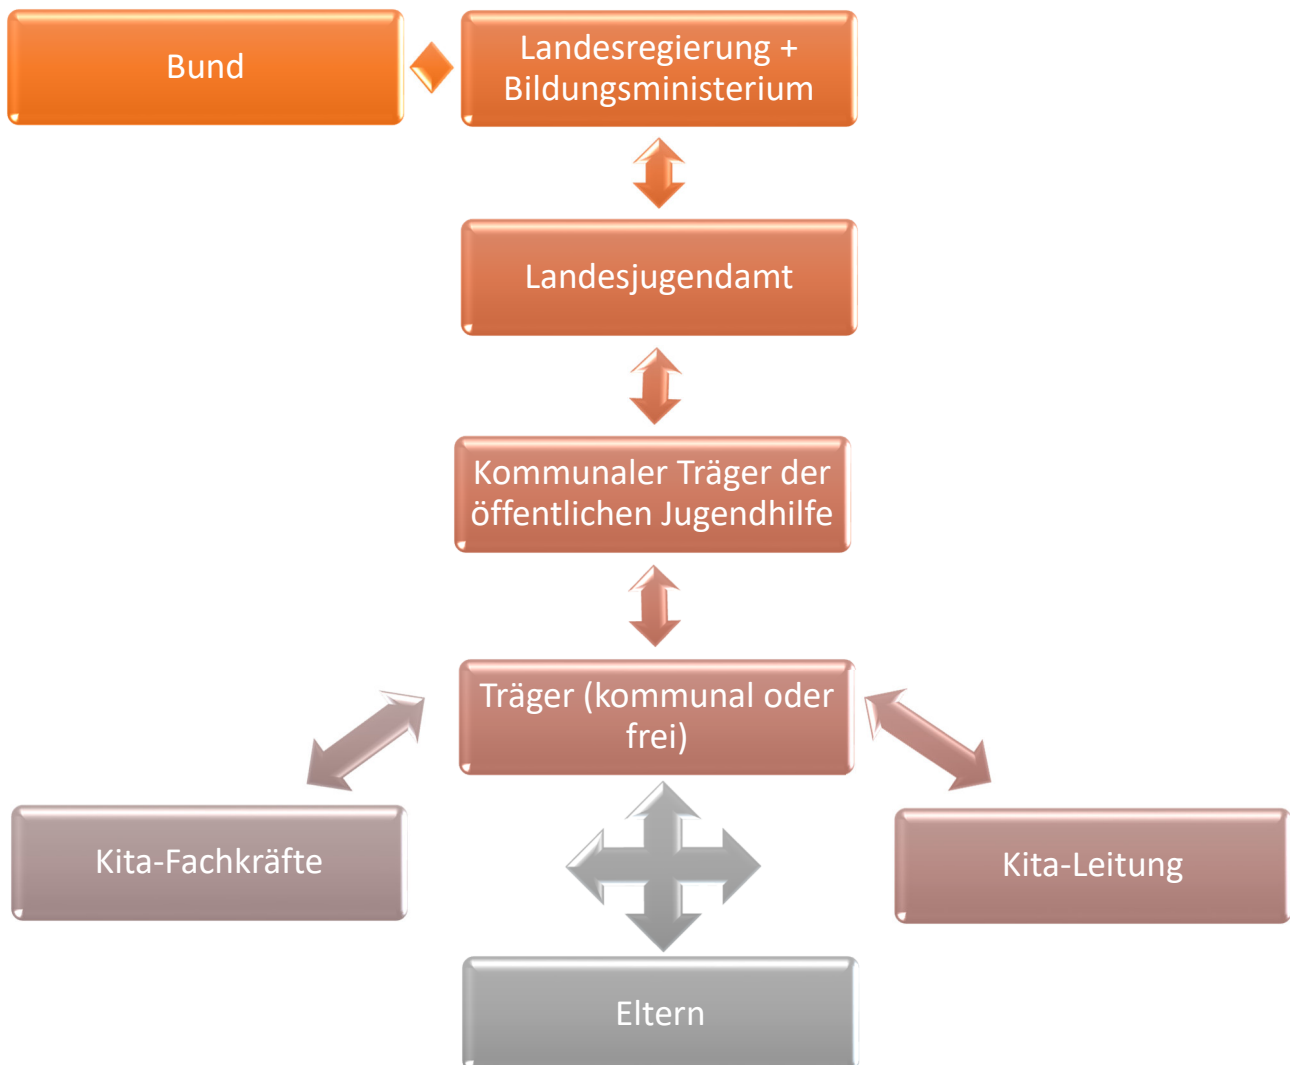 Bund
Landesregierung +
Bildungsministerium
Landesjugendamt
Kommunaler Träger der
öffentlichen Jugendhilfe
Träger (kommunal oder
frei)
Kita-Fachkräfte
Kita-Leitung
Eltern